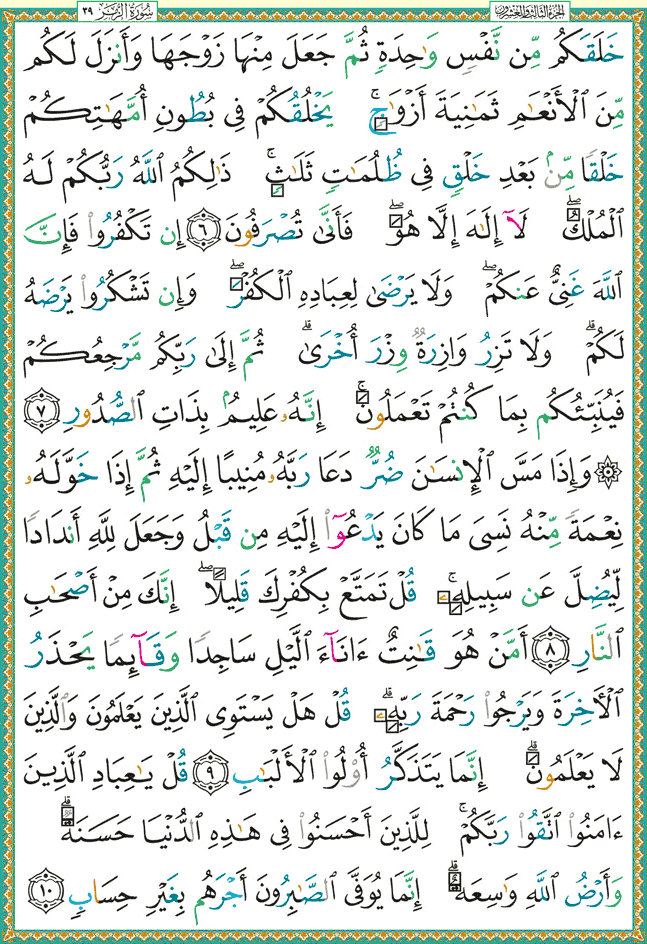 الجزء الثالث والعشرون سورة الزمر ٣٩
خَلَقَكُم مِّن نَّفْسٍ وَٰحِدَةٍ ثُمَّ جَعَلَ مِنْهَا زَوْجَهَا وَأَنزَلَ لَكُم
مِّنَ ٱلْأَنْعَٰمِ ثَمَٰنِيَةَ أَزْوَٰجٍ ۚ يَخْلُقُكُمْ فِى بُطُونِ أُمَّهَٰتِكُمْ
خَلْقًا مِّنۢ بَعْدِ خَلْقٍ فِى ظُلُمَٰتٍ ثَلَٰثٍ ۚ ذَٰلِكُمُ ٱللَّهُ رَبُّكُمْ لَهُ
ٱلْمُلْكُ ۖ لَآ إِلَٰهَ إِلَّا هُوَ ۖ فَأَنَّىٰ تُصْرَفُونَ ٦ إِن تَكْفُرُوا۟ فَإِنَّ
ٱللَّهَ غَنِىٌّ عَنكُمْ ۖ وَلَا يَرْضَىٰ لِعِبَادِهِ ٱلْكُفْرَ ۖ وَإِن تَشْكُرُوا۟ يَرْضَهُ
لَكُمْ ۗ وَلَا تَزِرُ وَازِرَةٌ وِزْرَ أُخْرَىٰ ۗ ثُمَّ إِلَىٰ رَبِّكُم مَّرْجِعُكُمْ
فَيُنَبِّئُكُم بِمَا كُنتُمْ تَعْمَلُونَ ۚ إِنَّهُۥ عَلِيمٌۢ بِذَاتِ ٱلصُّدُورِ ٧
۞ وَإِذَا مَسَّ ٱلْإِنسَٰنَ ضُرٌّ دَعَا رَبَّهُۥ مُنِيبًا إِلَيْهِ ثُمَّ إِذَا خَوَّلَهُۥ
نِعْمَةً مِّنْهُ نَسِىَ مَا كَانَ يَدْعُوٓا۟ إِلَيْهِ مِن قَبْلُ وَجَعَلَ لِلَّهِ أَندَادًا
لِّيُضِلَّ عَن سَبِيلِهِۦ ۚ قُلْ تَمَتَّعْ بِكُفْرِكَ قَلِيلًا ۖ إِنَّكَ مِنْ أَصْحَٰبِ
ٱلنَّارِ ٨ أَمَّنْ هُوَ قَٰنِتٌ ءَانَآءَ ٱلَّيْلِ سَاجِدًا وَقَآئِمًا يَحْذَرُ
ٱلْءَاخِرَةَ وَيَرْجُوا۟ رَحْمَةَ رَبِّهِۦ ۗ قُلْ هَلْ يَسْتَوِى ٱلَّذِينَ يَعْلَمُونَ وَٱلَّذِينَ
لَا يَعْلَمُونَ ۗ إِنَّمَا يَتَذَكَّرُ أُو۟لُوا۟ ٱلْأَلْبَٰبِ ٩ قُلْ يَٰعِبَادِ ٱلَّذِينَ
ءَامَنُوا۟ ٱتَّقُوا۟ رَبَّكُمْ ۚ لِلَّذِينَ أَحْسَنُوا۟ فِى هَٰذِهِ ٱلدُّنْيَا حَسَنَةٌ ۗ
وَأَرْضُ ٱللَّهِ وَٰسِعَةٌ ۗ إِنَّمَا يُوَفَّى ٱلصَّٰبِرُونَ أَجْرَهُم بِغَيْرِ حِسَابٍ ١٠